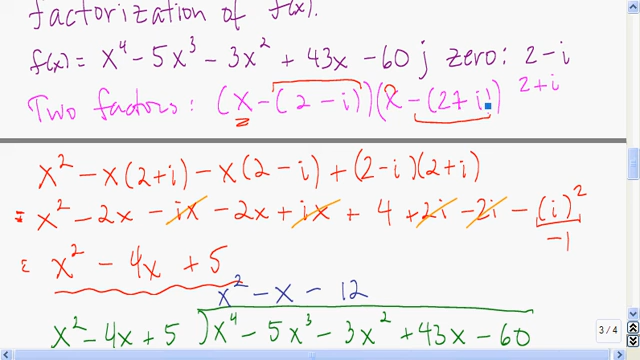 factorization of f(x).
f(x) = x⁴ - 5x³ - 3x² + 43x - 60 ; zero: 2 - i
Two factors: (x - (2 - i))(x - (2 + i)) 2+i
x² - x(2+i) - x(2-i) + (2-i)(2+i)
= x² - 2x - ix - 2x + ix + 4 + 2i - 2i - (i)²
-1
= x² - 4x + 5
x² - x - 12
x² - 4x + 5 ) x⁴ - 5x³ - 3x² + 43x - 60
3/4